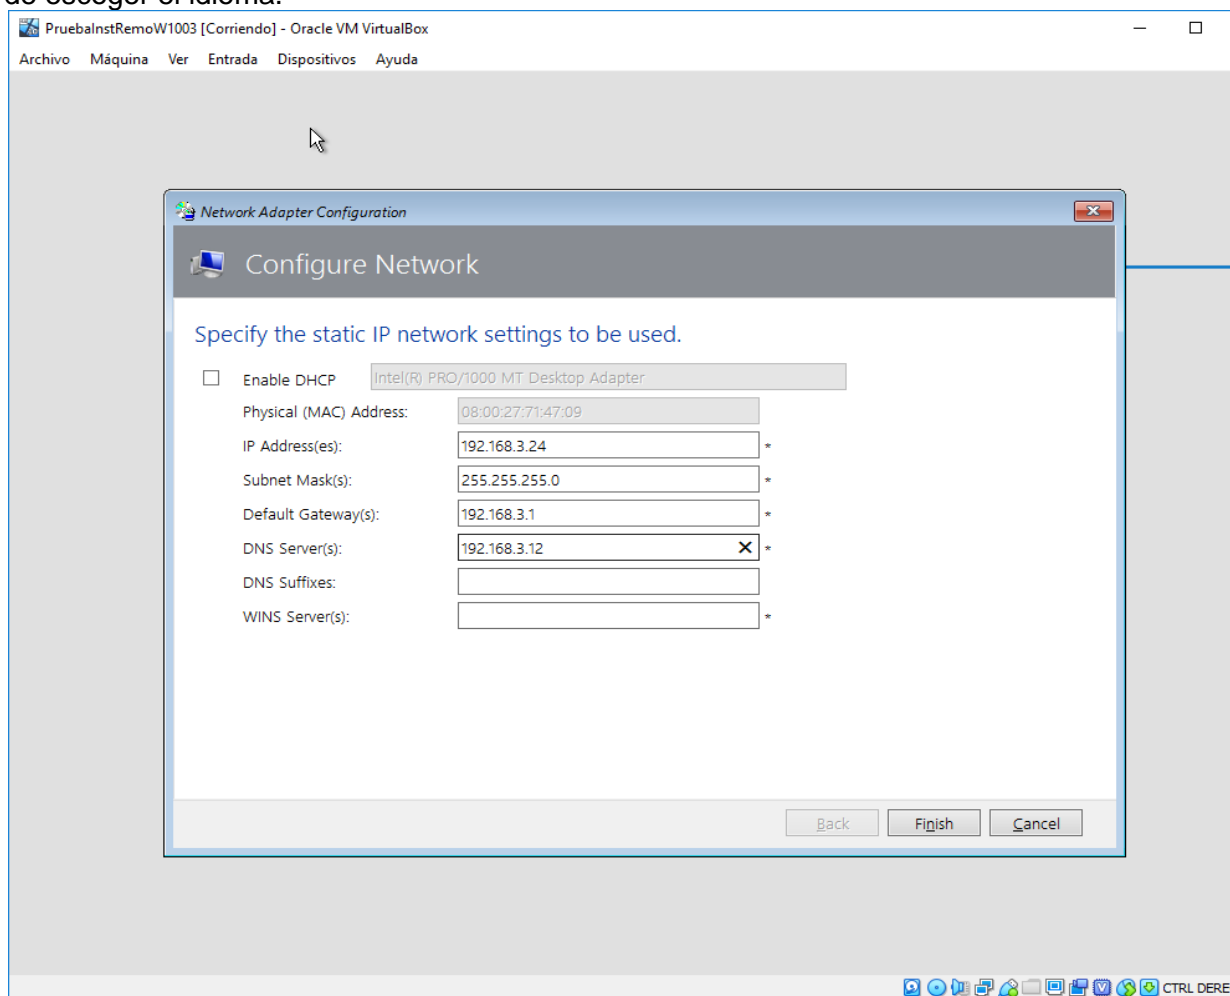 de escoger el idioma.
PruebaInstRemoW1003 [Corriendo] - Oracle VM VirtualBox
Archivo Máquina Ver Entrada Dispositivos Ayuda
Network Adapter Configuration
Configure Network
Specify the static IP network settings to be used.
Enable DHCP Intel(R) PRO/1000 MT Desktop Adapter
Physical (MAC) Address: 08:00:27:71:47:09
IP Address(es): 192.168.3.24 *
Subnet Mask(s): 255.255.255.0 *
Default Gateway(s): 192.168.3.1 *
DNS Server(s): 192.168.3.12 *
DNS Suffixes:
WINS Server(s): *
Back Finish Cancel
CTRL DERE